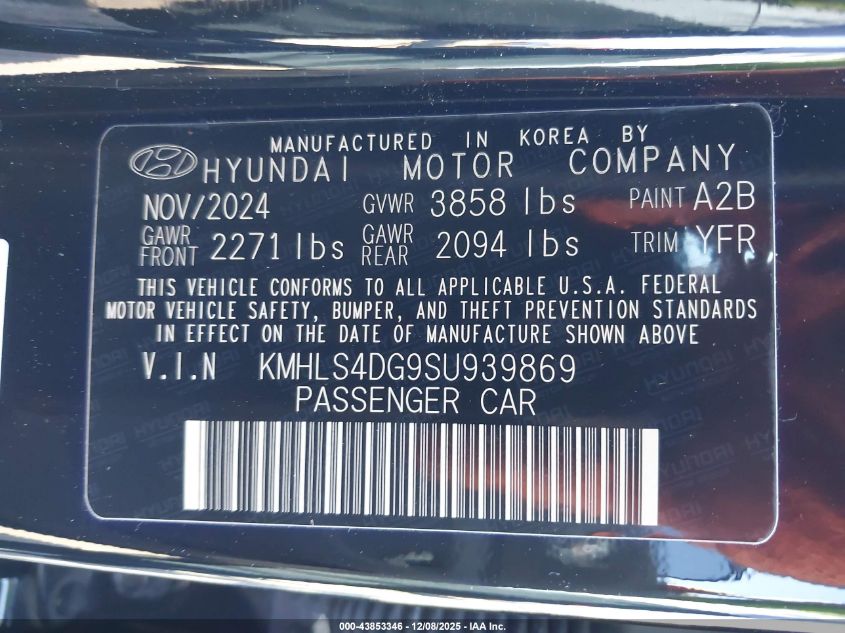 MANUFACTURED IN KOREA BY
HYUNDAI MOTOR COMPANY
NOV/2024 GVWR 3858 lbs PAINT A2B
GAWR FRONT 2271 lbs GAWR REAR 2094 lbs TRIM YFR
THIS VEHICLE CONFORMS TO ALL APPLICABLE U.S.A. FEDERAL
MOTOR VEHICLE SAFETY, BUMPER, AND THEFT PREVENTION STANDARDS
IN EFFECT ON THE DATE OF MANUFACTURE SHOWN ABOVE
V.I.N KMHLS4DG9SU939869
PASSENGER CAR
000-43853346 - 12/08/2025 - IAA Inc.